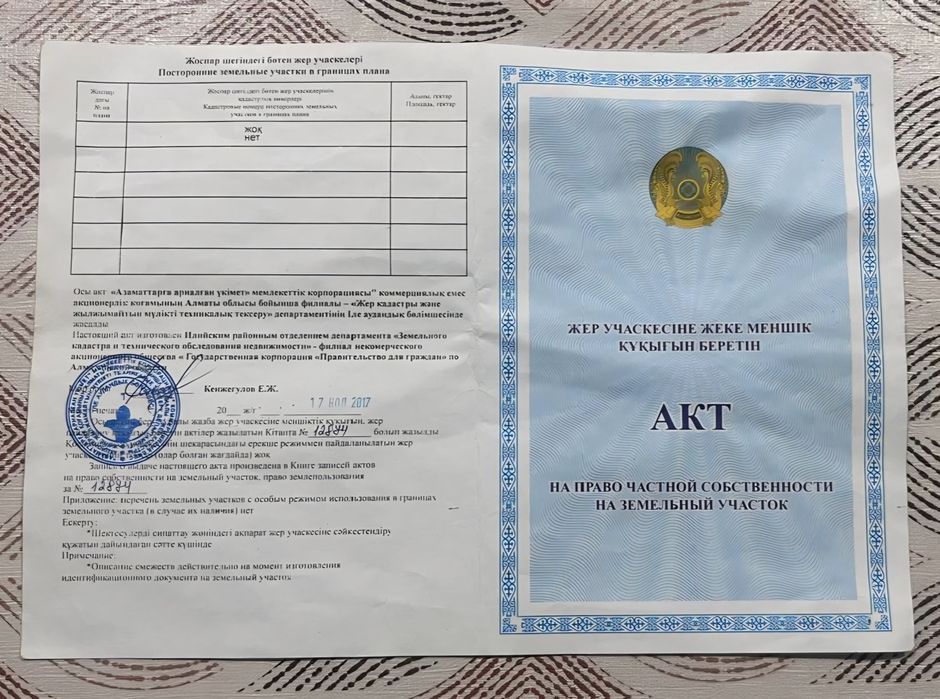 Жоспар шегіндегі бөтен жер учаскелері
Посторонние земельные участки в границах плана
Жоспар дағы № на плане
Жоспар шегіндегі бөтен жер учаскелерінің кадастрлық нөмірлері
Кадастровые номера посторонних земельных участков в границах плана
Алаңы, гектар
Площадь, гектар
жоқ
нет
Осы акт «Азаматтарға арналған үкімет» мемлекеттік корпорациясы" коммерциялық емес
акционерлік қоғамының Алматы облысы бойынша филиалы – «Жер кадастры және
жылжымайтын мүлікті техникалық тексеру» департаментінің Іле аудандық бөлімшесінде
жасалды
Настоящий акт изготовлен Илийским районным отделением департамента «Земельного
кадастра и технического обследования недвижимости» - филиал некомерческого
акционерного общества « Государственная корпорация «Правительство для граждан» по
Кенжегулов Е.Ж.
20 ж/г 17 НОЯ 2017
жазба жер учаскесіне меншіктік құқығын, жер
актілер жазылатын Кітапта № 12894 болып жазылды
шекарасындағы ерекше режиммен пайдаланылатын жер
(олар болған жағдайда) жоқ
Запись о выдаче настоящего акта произведена в Книге записей актов
на право собственности на земельный участок, право землепользования
за № 12894
Приложение: перечень земельных участков с особым режимом использования в границах
земельного участка (в случае их наличия) нет
Ескерту:
*Шектесулерді сипаттау жөніндегі ақпарат жер учаскесіне сәйкестендіру
құжатын дайындаған сәтте күшінде
Примечание:
*Описание смежеств действительно на момент изготовления
идентификационного документа на земельный участок
ЖЕР УЧАСКЕСІНЕ ЖЕКЕ МЕНШІК
ҚҰҚЫҒЫН БЕРЕТІН
АКТ
НА ПРАВО ЧАСТНОЙ СОБСТВЕННОСТИ
НА ЗЕМЕЛЬНЫЙ УЧАСТОК